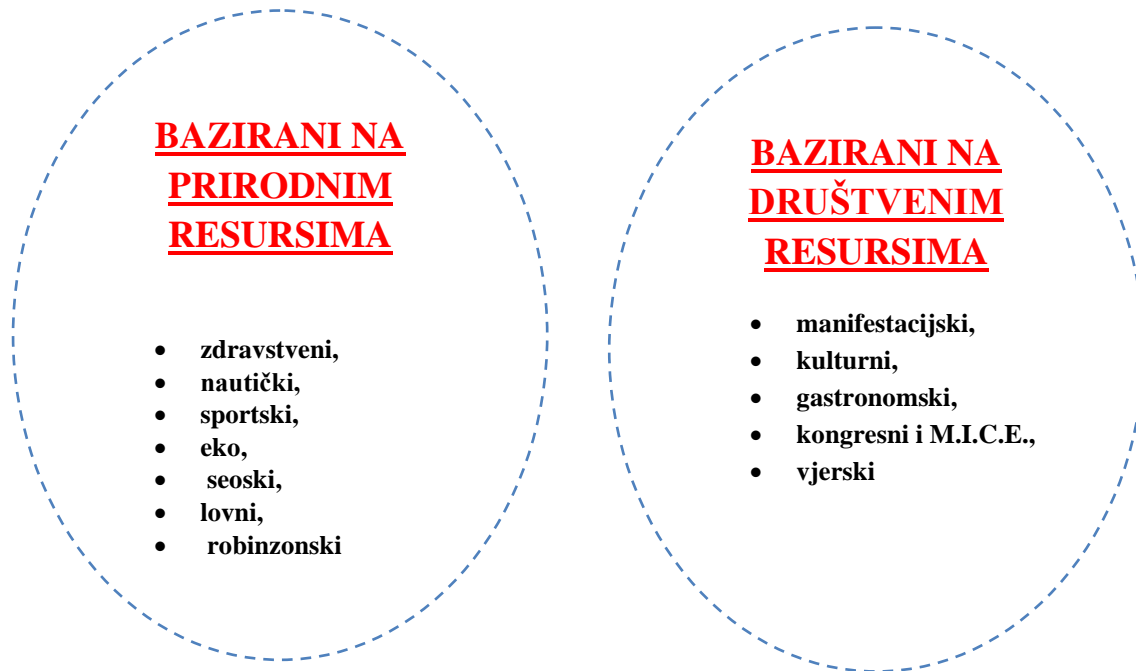 BAZIRANI NA
PRIRODNIM
RESURSIMA
• zdravstveni,
• nautički,
• sportski,
• eko,
• seoski,
• lovni,
• robinzonski
BAZIRANI NA
DRUŠTVENIM
RESURSIMA
• manifestacijski,
• kulturni,
• gastronomski,
• kongresni i M.I.C.E.,
• vjerski